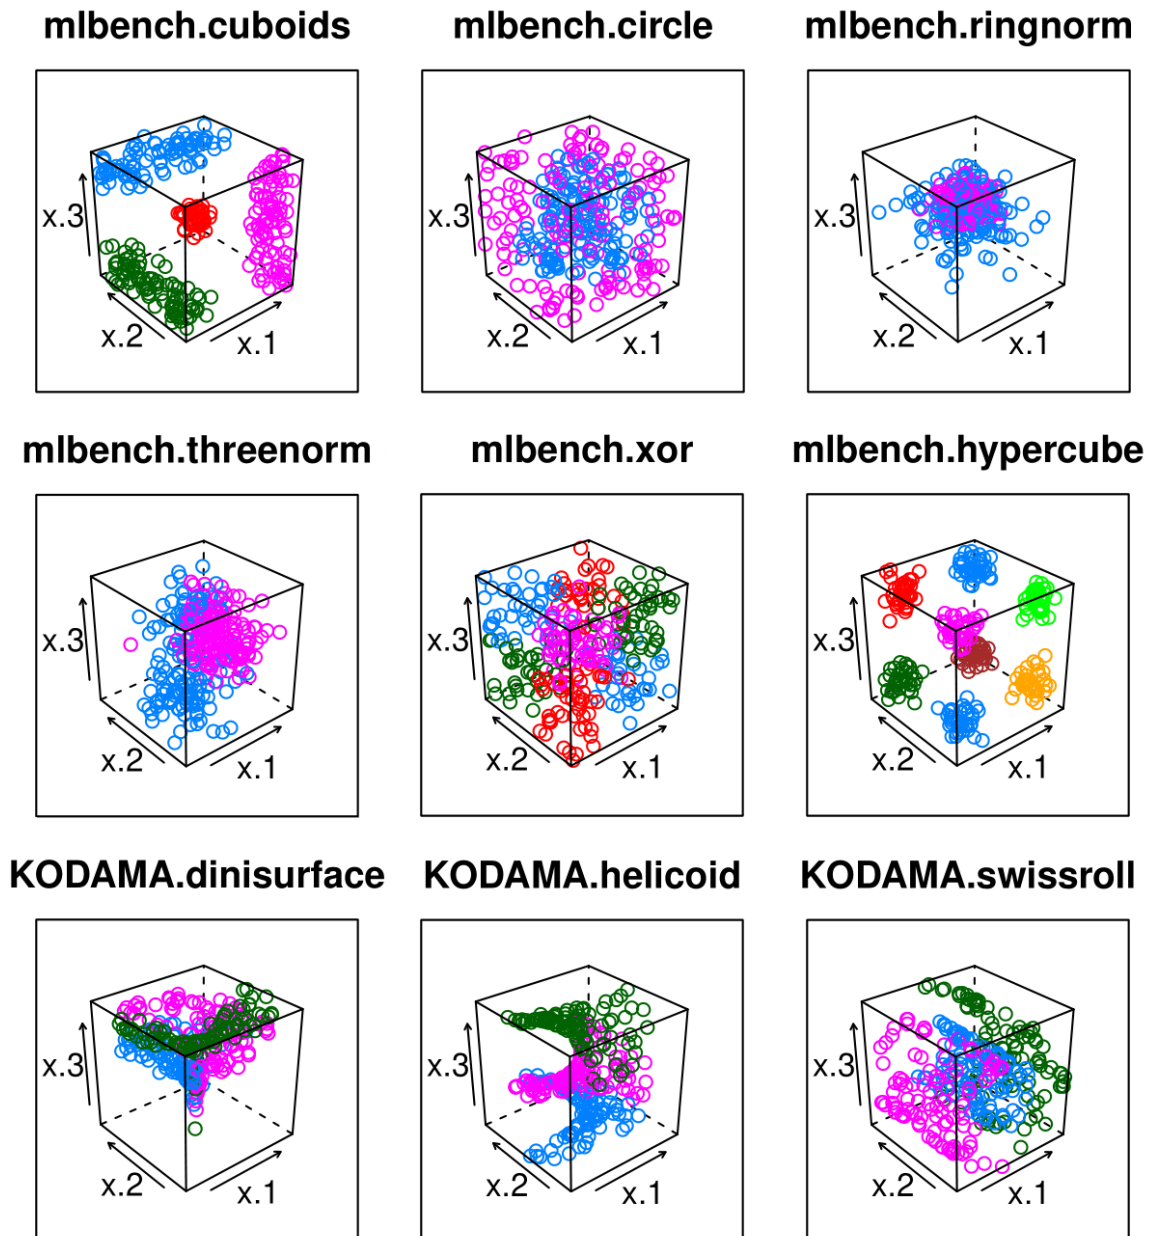 mlbench.cuboids mlbench.circle mlbench.ringnorm
x.3 x.3 x.3
x.2 x.1 x.2 x.1 x.2 x.1
mlbench.threenorm mlbench.xor mlbench.hypercube
x.3 x.3 x.3
x.2 x.1 x.2 x.1 x.2 x.1
KODAMA.dinisurface KODAMA.helicoid KODAMA.swissroll
x.3 x.3 x.3
x.2 x.1 x.2 x.1 x.2 x.1